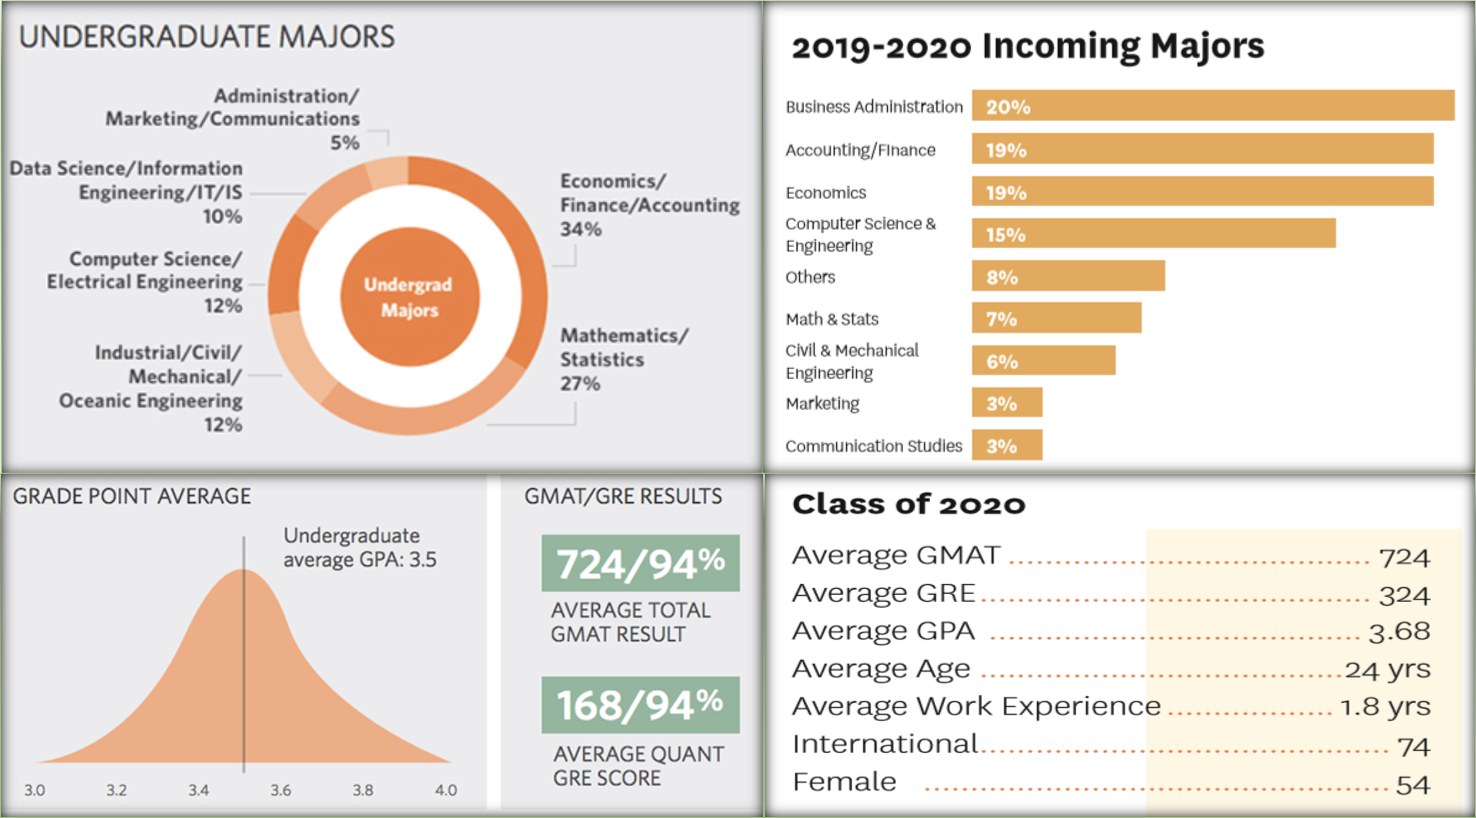 UNDERGRADUATE MAJORS
Administration/
Marketing/Communications
5%
Data Science/Information
Engineering/IT/IS
10%
Computer Science/
Electrical Engineering
12%
Industrial/Civil/
Mechanical/
Oceanic Engineering
12%
Undergrad
Majors
Economics/
Finance/Accounting
34%
Mathematics/
Statistics
27%
2019-2020 Incoming Majors
Business Administration 20%
Accounting/FInance 19%
Economics 19%
Computer Science &
Engineering
15%
Others 8%
Math & Stats 7%
Civil & Mechanical
Engineering
6%
Marketing 3%
Communication Studies 3%
GRADE POINT AVERAGE
Undergraduate
average GPA: 3.5
3.0 3.2 3.4 3.6 3.8 4.0
GMAT/GRE RESULTS
724/94%
AVERAGE TOTAL
GMAT RESULT
168/94%
AVERAGE QUANT
GRE SCORE
Class of 2020
Average GMAT 724
Average GRE 324
Average GPA 3.68
Average Age 24 yrs
Average Work Experience 1.8 yrs
International 74
Female 54